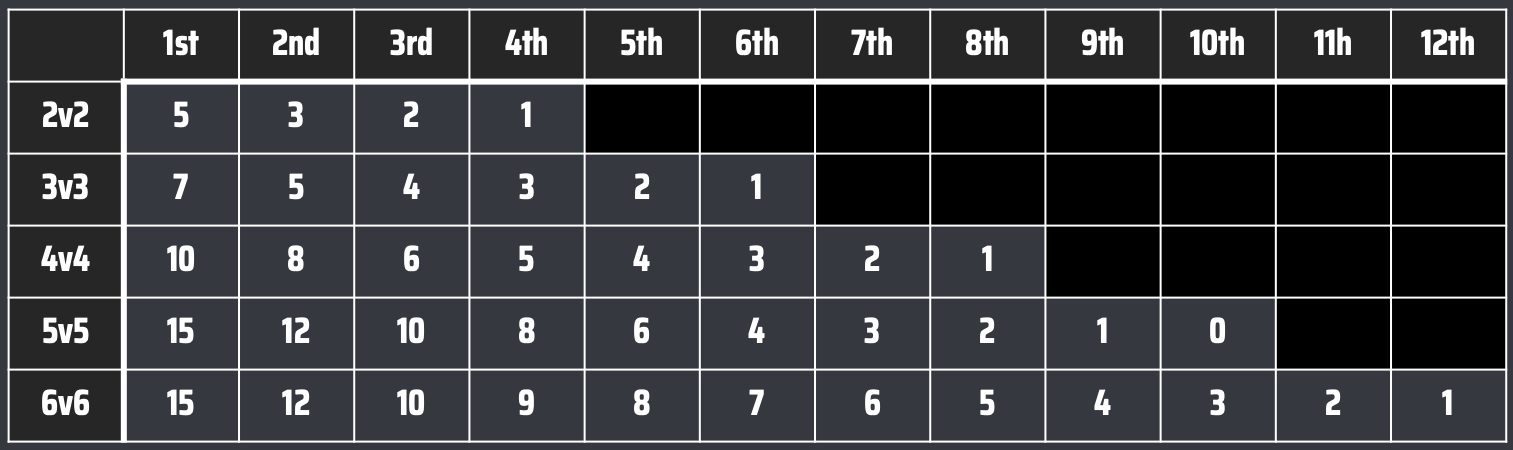 1st 2nd 3rd 4th 5th 6th 7th 8th 9th 10th 11h 12th
2v2 5 3 2 1
3v3 7 5 4 3 2 1
4v4 10 8 6 5 4 3 2 1
5v5 15 12 10 8 6 4 3 2 1 0
6v6 15 12 10 9 8 7 6 5 4 3 2 1